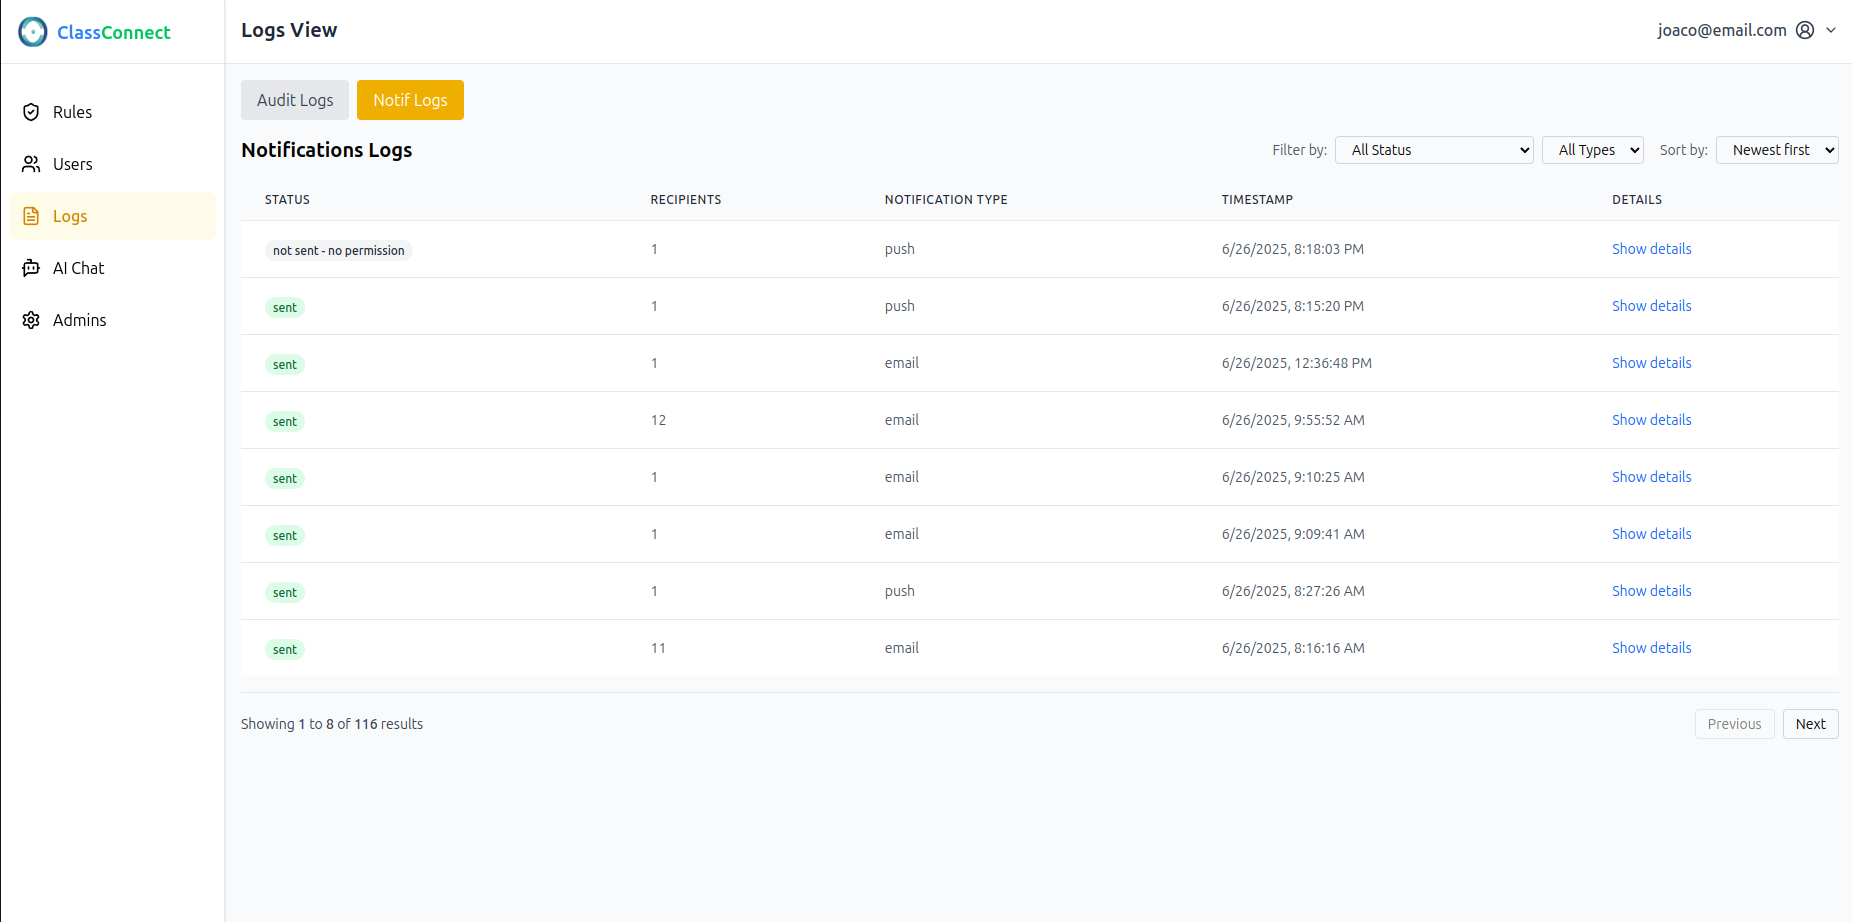 ClassConnect
Logs View
joaco@email.com
Rules
Users
Logs
AI Chat
Admins
Audit Logs
Notif Logs
Notifications Logs
Filter by: All Status All Types Sort by: Newest first
STATUS RECIPIENTS NOTIFICATION TYPE TIMESTAMP DETAILS
not sent - no permission 1 push 6/26/2025, 8:18:03 PM Show details
sent 1 push 6/26/2025, 8:15:20 PM Show details
sent 1 email 6/26/2025, 12:36:48 PM Show details
sent 12 email 6/26/2025, 9:55:52 AM Show details
sent 1 email 6/26/2025, 9:10:25 AM Show details
sent 1 email 6/26/2025, 9:09:41 AM Show details
sent 1 push 6/26/2025, 8:27:26 AM Show details
sent 11 email 6/26/2025, 8:16:16 AM Show details
Showing 1 to 8 of 116 results
Previous Next